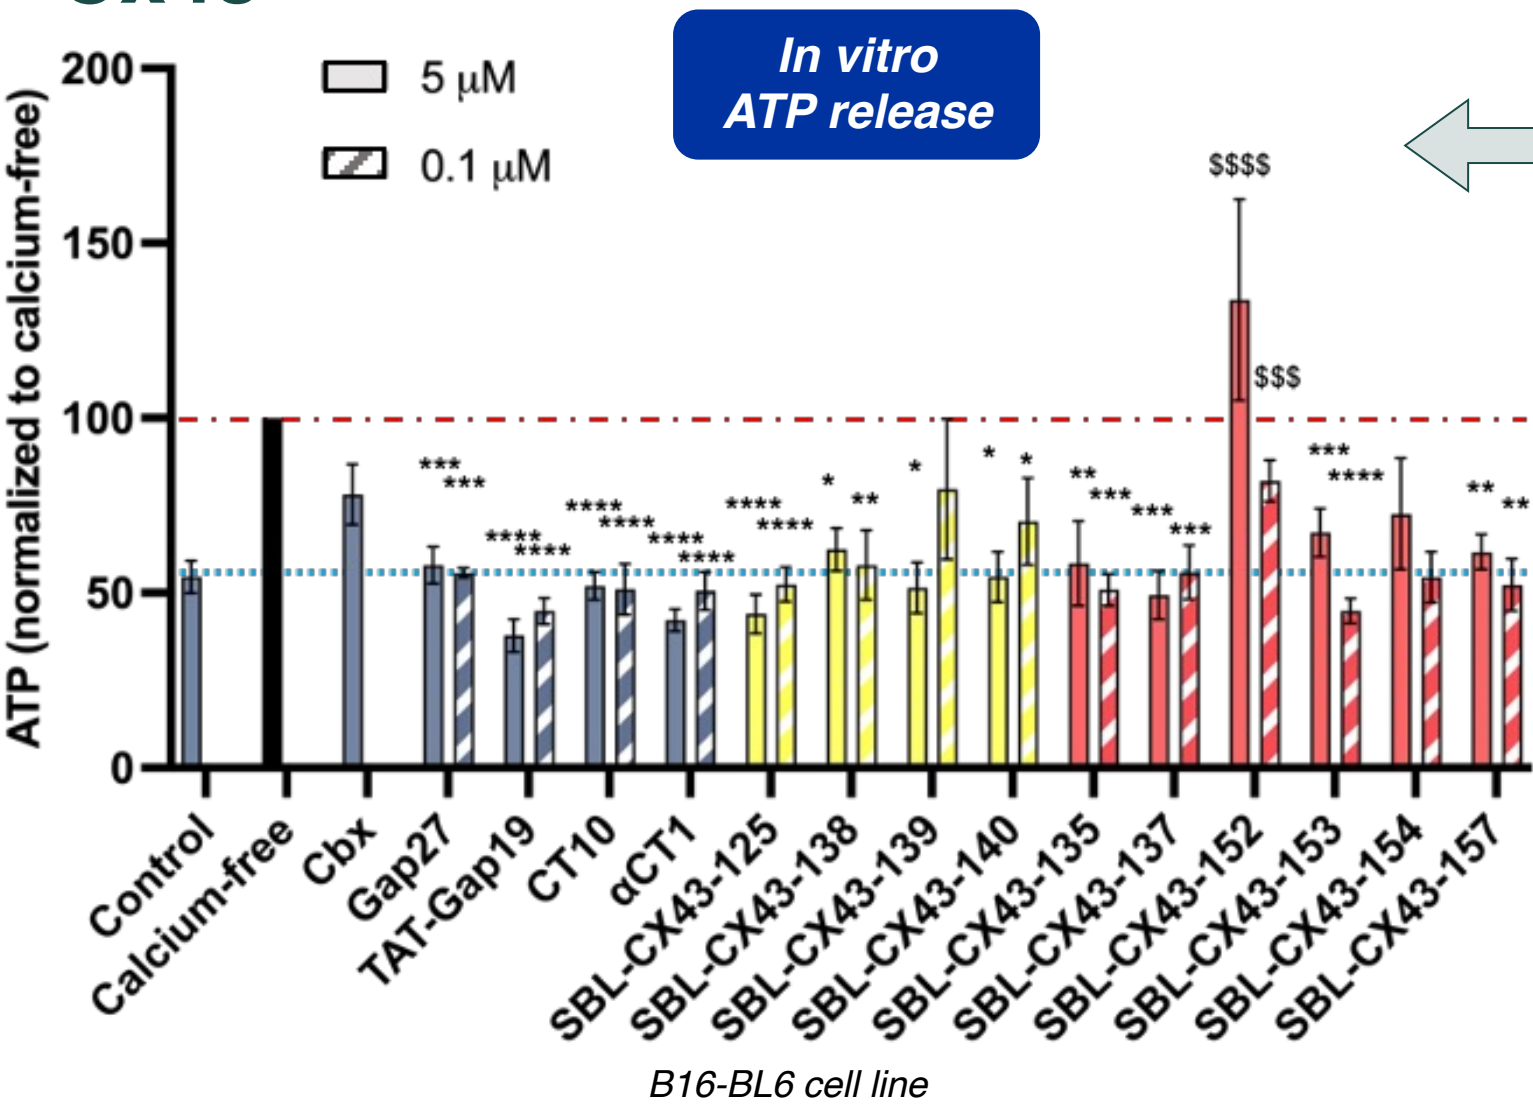 5 μM
0.1 μM
In vitro
ATP release
ATP (normalized to calcium-free)
200
150
100
50
0
$$$$
$$$
***
***
****
****
****
****
****
****
****
****
*
**
*
*
*
**
***
***
***
***
****
**
**
Control
Calcium-free
Cbx
Gap27
TAT-Gap19
CT10
αCT1
SBL-CX43-125
SBL-CX43-138
SBL-CX43-139
SBL-CX43-140
SBL-CX43-135
SBL-CX43-137
SBL-CX43-152
SBL-CX43-153
SBL-CX43-154
SBL-CX43-157
B16-BL6 cell line